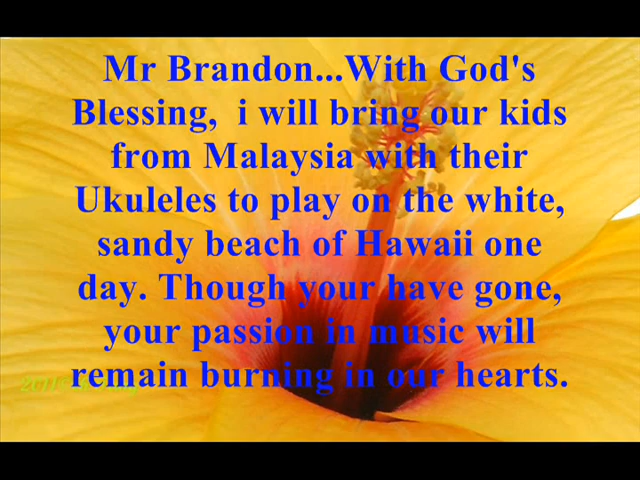 Mr Brandon...With God's
Blessing,  i will bring our kids
from Malaysia with their
Ukuleles to play on the white,
sandy beach of Hawaii one
day. Though your have gone,
your passion in music will
remain burning in our hearts.